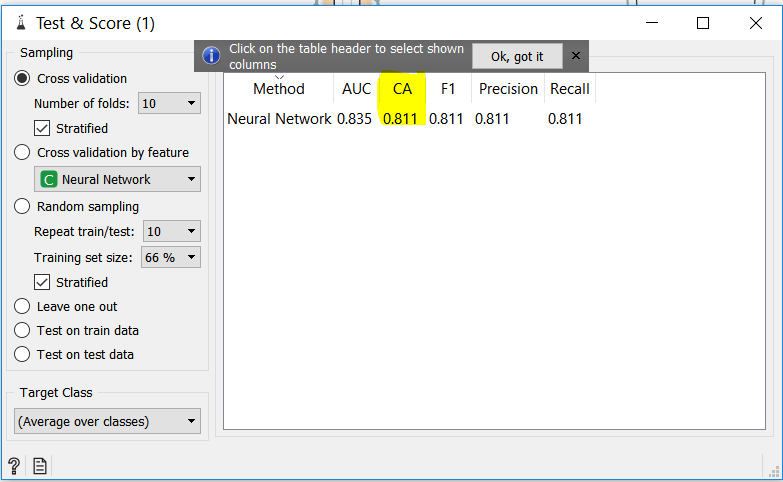 Test & Score (1)
Sampling
Cross validation
Number of folds: 10
Stratified
Cross validation by feature
C Neural Network
Random sampling
Repeat train/test: 10
Training set size: 66 %
Stratified
Leave one out
Test on train data
Test on test data
Target Class
(Average over classes)
?
i Click on the table header to select shown
columns
Ok, got it
Method AUC CA F1 Precision Recall
Neural Network 0.835 0.811 0.811 0.811 0.811